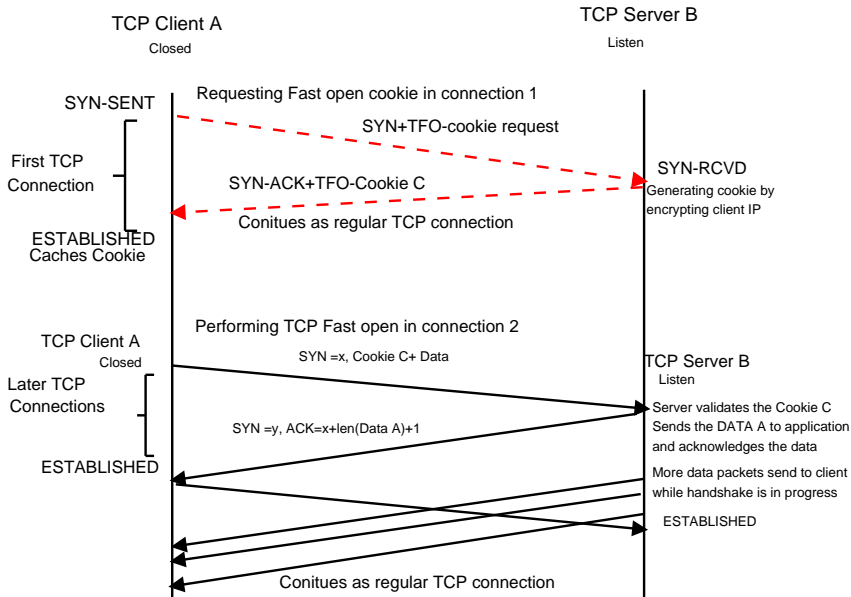 TCP Client A
TCP Server B
Closed
Listen
Requesting Fast open cookie in connection 1
SYN-SENT
SYN+TFO-cookie request
First TCP
Connection
SYN-RCVD
SYN-ACK+TFO-Cookie C
Generating cookie by
encrypting client IP
Conitues as regular TCP connection
ESTABLISHED
Caches Cookie
Performing TCP Fast open in connection 2
TCP Client A
Closed
SYN =x, Cookie C+ Data
TCP Server B
Listen
Later TCP
Connections
Server validates the Cookie C
Sends the DATA A to application
and acknowledges the data
SYN =y, ACK=x+len(Data A)+1
ESTABLISHED
More data packets send to client
while handshake is in progress
ESTABLISHED
Conitues as regular TCP connection